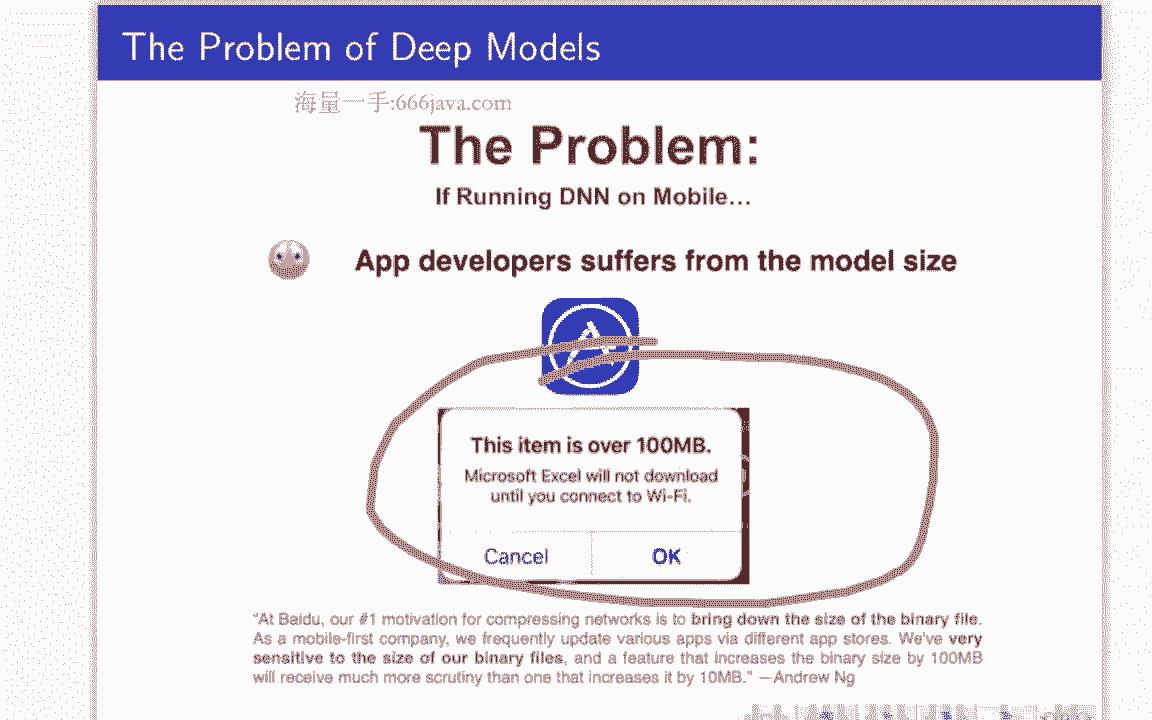 The Problem of Deep Models
海量一手:666java.com
The Problem:
If Running DNN on Mobile...
App developers suffers from the model size
This item is over 100MB.
Microsoft Excel will not download
until you connect to Wi-Fi.
Cancel OK
"At Baidu, our #1 motivation for compressing networks is to bring down the size of the binary file.
As a mobile-first company, we frequently update various apps via different app stores. We've very
sensitive to the size of our binary files, and a feature that increases the binary size by 100MB
will receive much more scrutiny than one that increases it by 10MB." —Andrew Ng